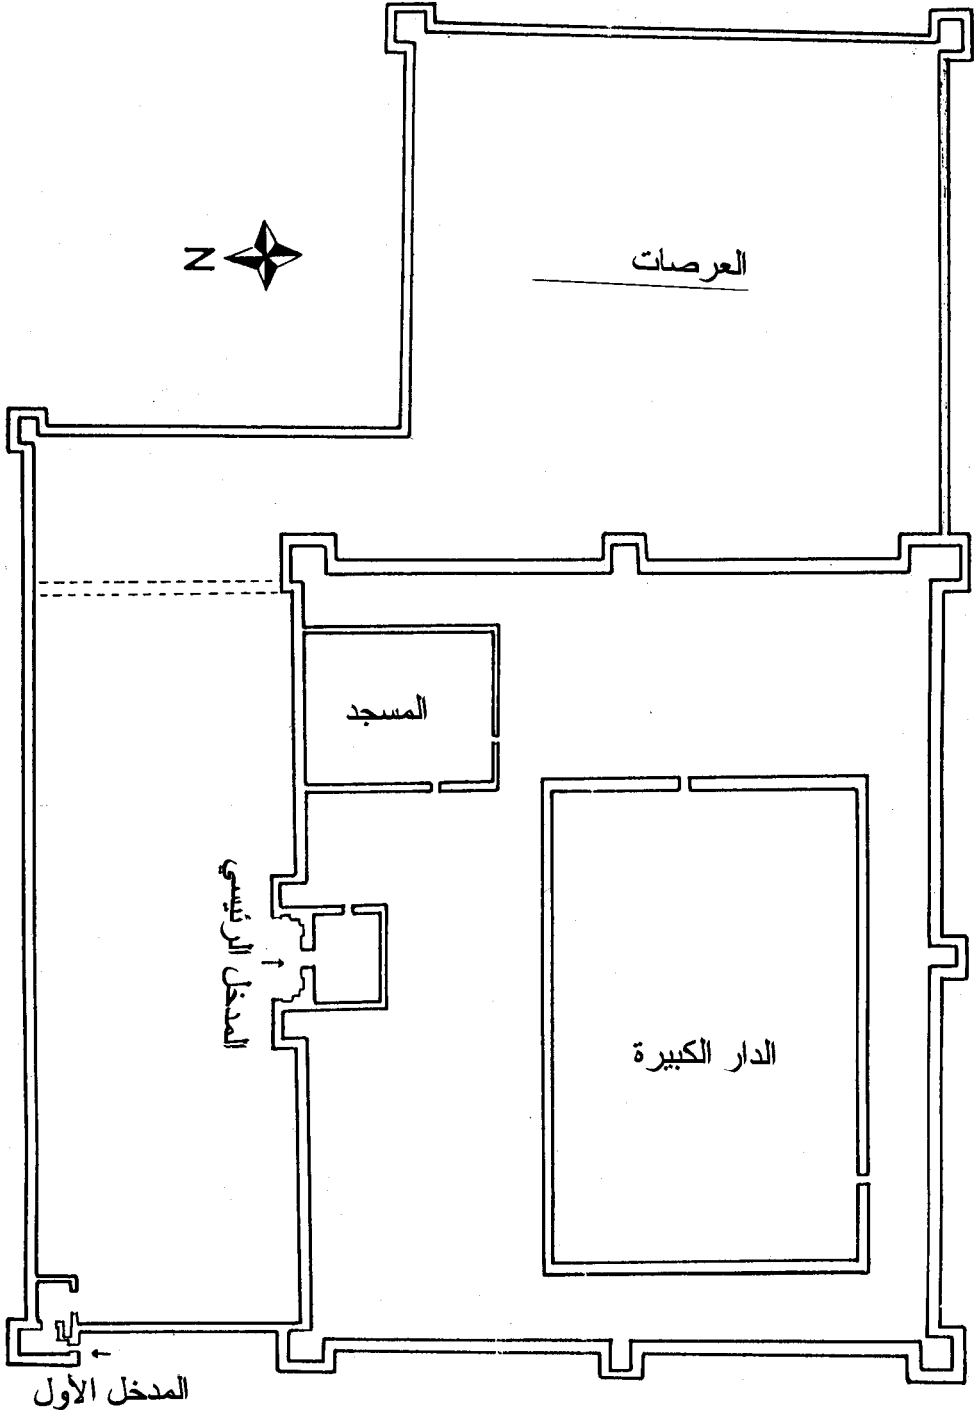 N
العرصات
المسجد
المدخل الرئيسي
الدار الكبيرة
المدخل الأول